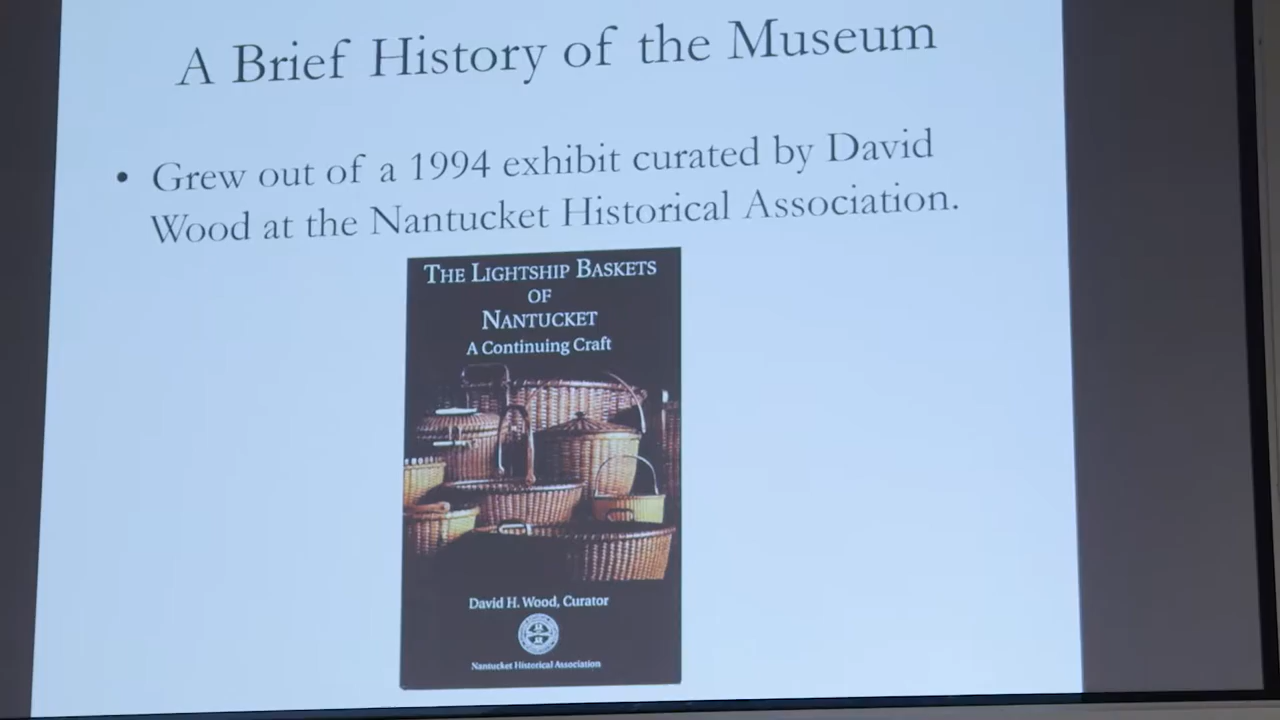 A Brief History of the Museum
• Grew out of a 1994 exhibit curated by David
Wood at the Nantucket Historical Association.
THE LIGHTSHIP BASKETS
OF
NANTUCKET
A Continuing Craft
David H. Wood, Curator
Nantucket Historical Association